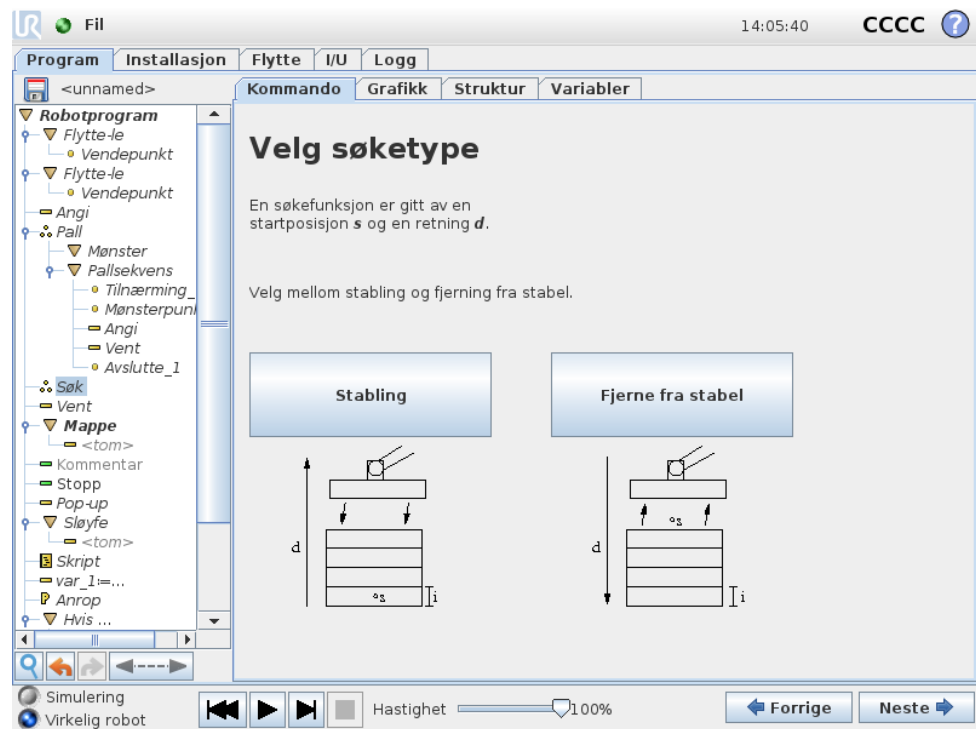 Fil
14:05:40
CCCC
?
Program Installasjon Flytte I/U Logg
<unnamed>
Kommando Grafikk Struktur Variabler
Robotprogram
Flytte-le
Vendepunkt
Flytte-le
Vendepunkt
Angi
Pall
Mønster
Pallsekvens
Tilnærming_
Mønsterpunl
Angi
Vent
Avslutte_1
Søk
Vent
Mappe
<tom>
Kommentar
Stopp
Pop-up
Sløyfe
<tom>
Skript
var_1:=...
P Anrop
Hvis ...
Velg søketype
En søkefunksjon er gitt av en
startposisjon s og en retning d.
Velg mellom stabling og fjerning fra stabel.
Stabling
Fjerne fra stabel
d
s
i
d
s
i
Simulering
Virkelig robot
Hastighet
100%
Forrige
Neste